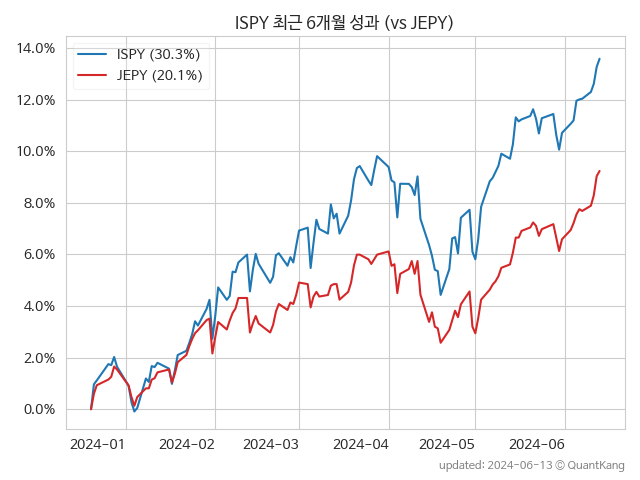 ISPY 최근 6개월 성과 (vs JEPY)
ISPY (30.3%)
JEPY (20.1%)
14.0%
12.0%
10.0%
8.0%
6.0%
4.0%
2.0%
0.0%
2024-01 2024-02 2024-03 2024-04 2024-05 2024-06
updated: 2024-06-13 © QuantKang